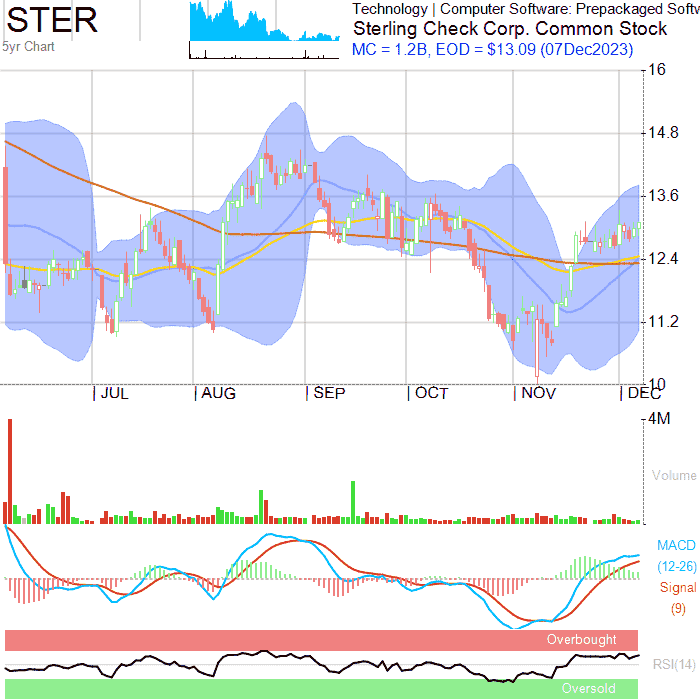 STER
5yr Chart
Technology | Computer Software: Prepackaged Softw
Sterling Check Corp. Common Stock
MC = 1.2B, EOD = $13.09 (07Dec2023)
16
14.8
13.6
12.4
11.2
10
JUL
AUG
SEP
OCT
NOV
DEC
4M
Volume
MACD
(12-26)
Signal
(9)
Overbought
RSI(14)
Oversold